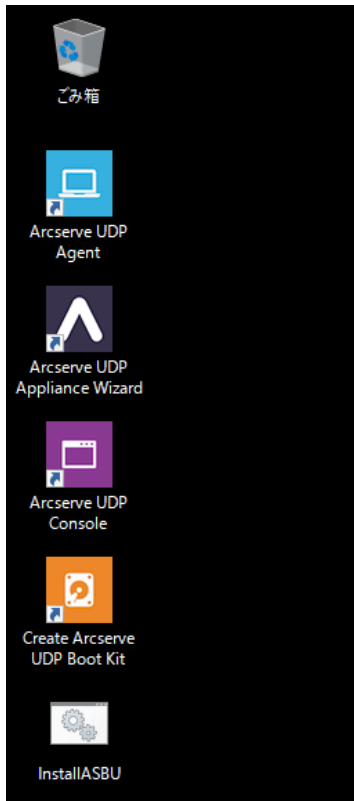 ごみ箱
Arcserve UDP
Agent
Arcserve UDP
Appliance Wizard
Arcserve UDP
Console
Create Arcserve
UDP Boot Kit
InstallASBU